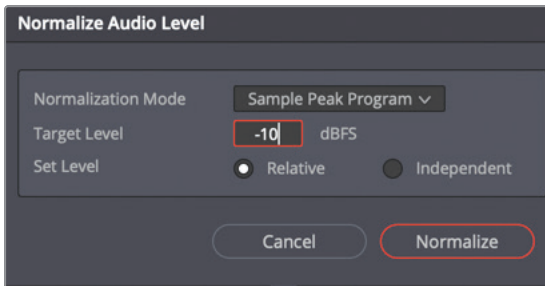 Normalize Audio Level
Normalization Mode Sample Peak Program
Target Level -10 dBFS
Set Level Relative Independent
Cancel Normalize